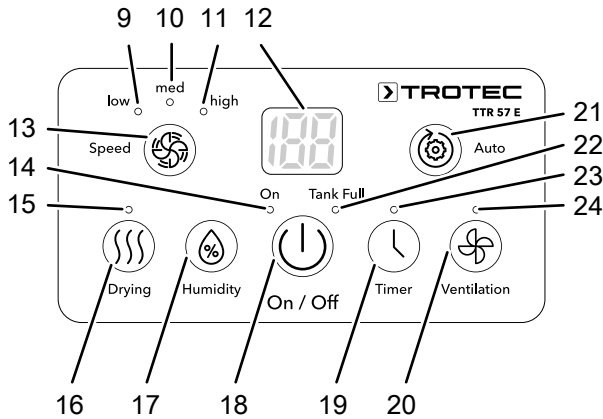 9 10 11 12
low med high
TROTEC
TTR 57 E
188
13 Speed
Auto 21
14 On Tank Full 22
15 23
24
Drying Humidity Timer Ventilation
On / Off
16 17 18 19 20